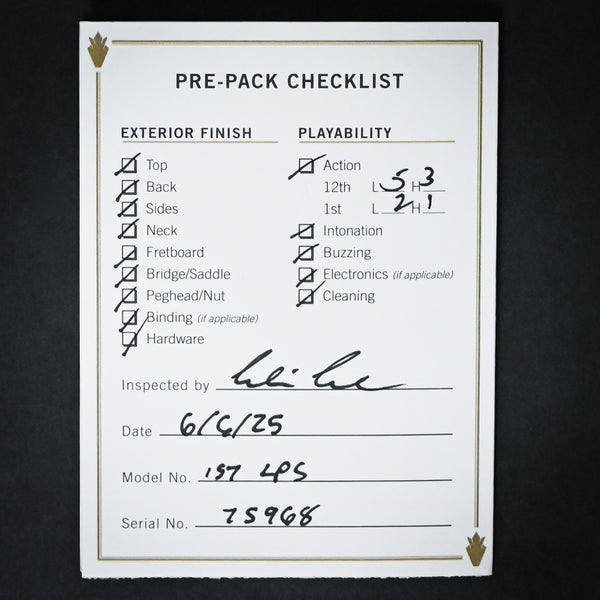 PRE-PACK CHECKLIST
EXTERIOR FINISH
Top
Back
Sides
Neck
Fretboard
Bridge/Saddle
Peghead/Nut
Binding (if applicable)
Hardware
PLAYABILITY
Action
12th L 5 H 3
1st L 2 H 1
Intonation
Buzzing
Electronics (if applicable)
Cleaning
Inspected by
Date 6/6/25
Model No. LPS
Serial No. 75968